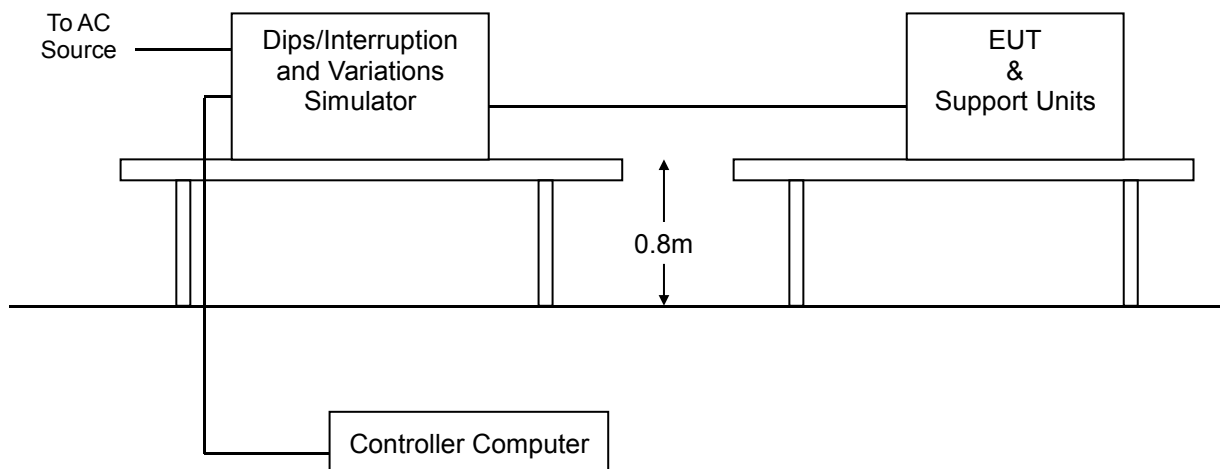 To AC
Source
Dips/Interruption
and Variations
Simulator
EUT
&
Support Units
0.8m
Controller Computer